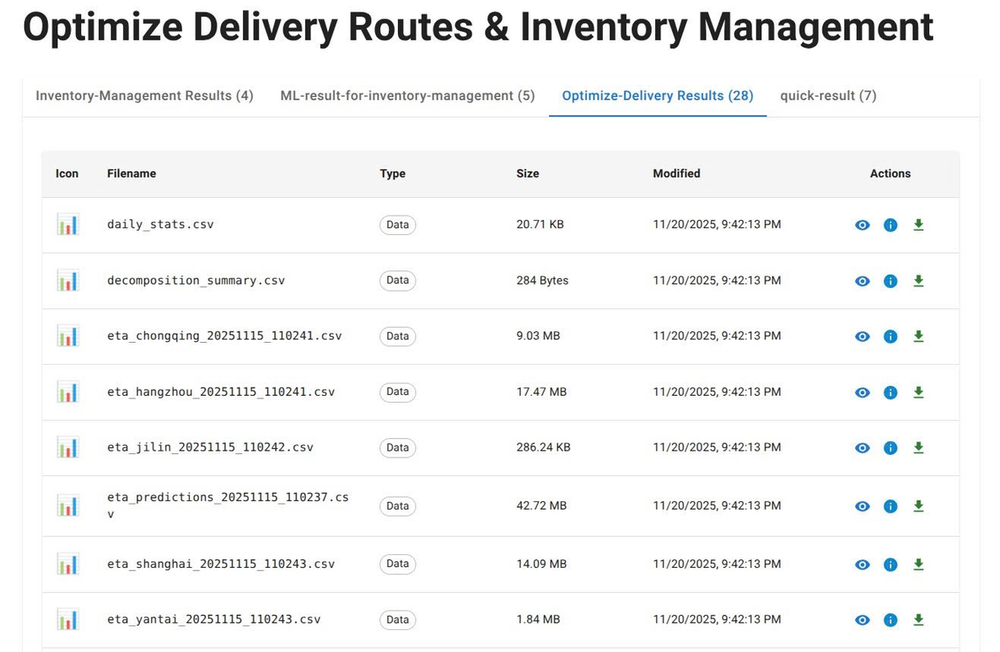 Optimize Delivery Routes & Inventory Management
Inventory-Management Results (4) ML-result-for-inventory-management (5) Optimize-Delivery Results (28) quick-result (7)
Icon Filename Type Size Modified Actions
daily_stats.csv Data 20.71 KB 11/20/2025, 9:42:13 PM
decomposition_summary.csv Data 284 Bytes 11/20/2025, 9:42:13 PM
eta_chongqing_20251115_110241.csv Data 9.03 MB 11/20/2025, 9:42:13 PM
eta_hangzhou_20251115_110241.csv Data 17.47 MB 11/20/2025, 9:42:13 PM
eta_jilin_20251115_110242.csv Data 286.24 KB 11/20/2025, 9:42:13 PM
eta_predictions_20251115_110237.cs
v Data 42.72 MB 11/20/2025, 9:42:13 PM
eta_shanghai_20251115_110243.csv Data 14.09 MB 11/20/2025, 9:42:13 PM
eta_yantai_20251115_110243.csv Data 1.84 MB 11/20/2025, 9:42:13 PM